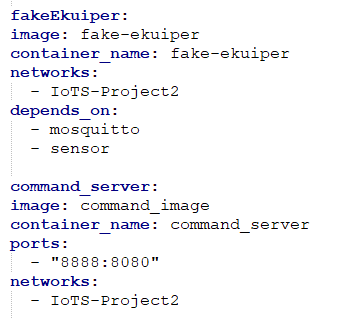 fakeEkuiper:
image: fake-ekuiper
container_name: fake-ekuiper
networks:
  - IoTS-Project2
depends_on:
  - mosquitto
  - sensor

command_server:
image: command_image
container_name: command_server
ports:
  - "8888:8080"
networks:
  - IoTS-Project2